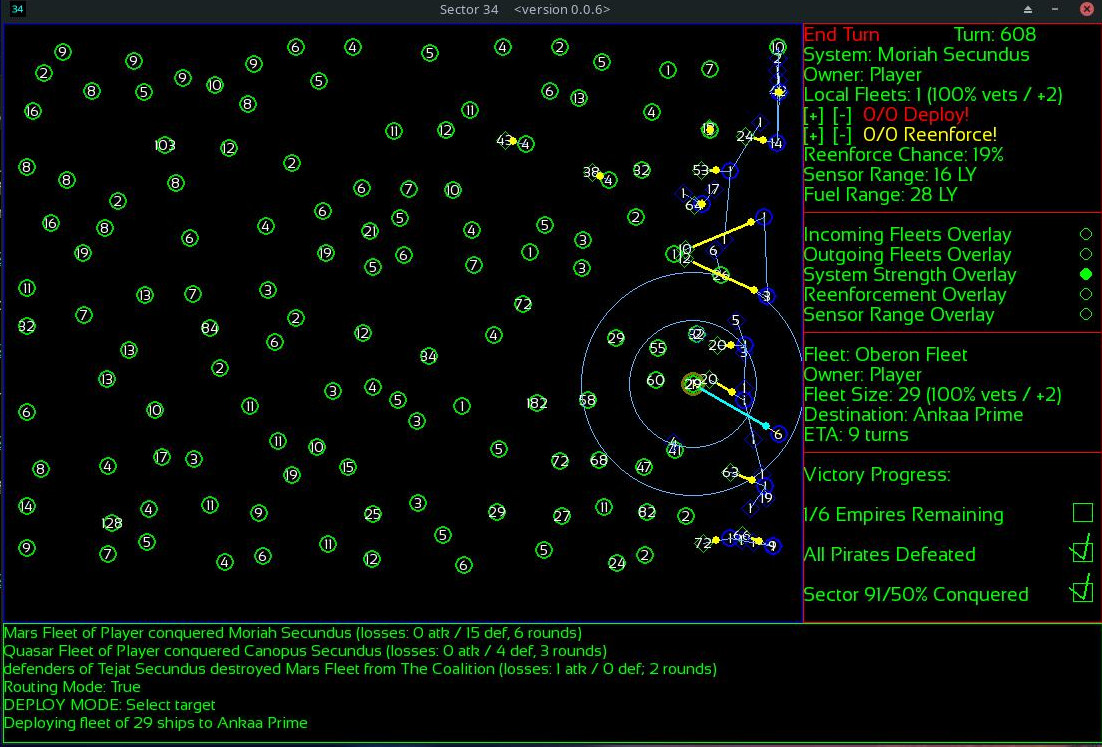 34
Sector 34 <version 0.0.6>
9 9 9 6 4 5 4 2 5 1 7 10
2 8 5 9 10 8 5 6 13
16 11 4
103 12 11 12 43 4 24 1 14
8 8 8 2 6 7 10 38 4 32 53 1
2 1 17 64
16 8 6 4 6 21 5 4 5 2 3 1
19 19 5 6 7 1 3 10 12 6 1
11 13 7 3 72 26 3
32 7 84 2 6 12 4 29 5
13 2 34 55 32 20 3
13 3 4 5 60 29 20 1
6 10 11 3 1 182 58 6
8 4 17 3 11 19 10 15 5 72 68 47 4 41 63 1
14 128 4 11 9 25 3 29 27 11 82 2 1 19
9 7 5 4 6 11 12 5 6 5 24 2 72 1 66 9
End Turn Turn: 608
System: Moriah Secundus
Owner: Player
Local Fleets: 1 (100% vets / +2)
[+] [-] 0/0 Deploy!
[+] [-] 0/0 Reenforce!
Reenforce Chance: 19%
Sensor Range: 16 LY
Fuel Range: 28 LY
Incoming Fleets Overlay
Outgoing Fleets Overlay
System Strength Overlay
Reenforcement Overlay
Sensor Range Overlay
Fleet: Oberon Fleet
Owner: Player
Fleet Size: 29 (100% vets / +2)
Destination: Ankaa Prime
ETA: 9 turns
Victory Progress:
1/6 Empires Remaining
All Pirates Defeated
Sector 91/50% Conquered
Mars Fleet of Player conquered Moriah Secundus (losses: 0 atk / 15 def, 6 rounds)
Quasar Fleet of Player conquered Canopus Secundus (losses: 0 atk / 4 def, 3 rounds)
defenders of Tejat Secundus destroyed Mars Fleet from The Coalition (losses: 1 atk / 0 def; 2 rounds)
Routing Mode: True
DEPLOY MODE: Select target
Deploying fleet of 29 ships to Ankaa Prime